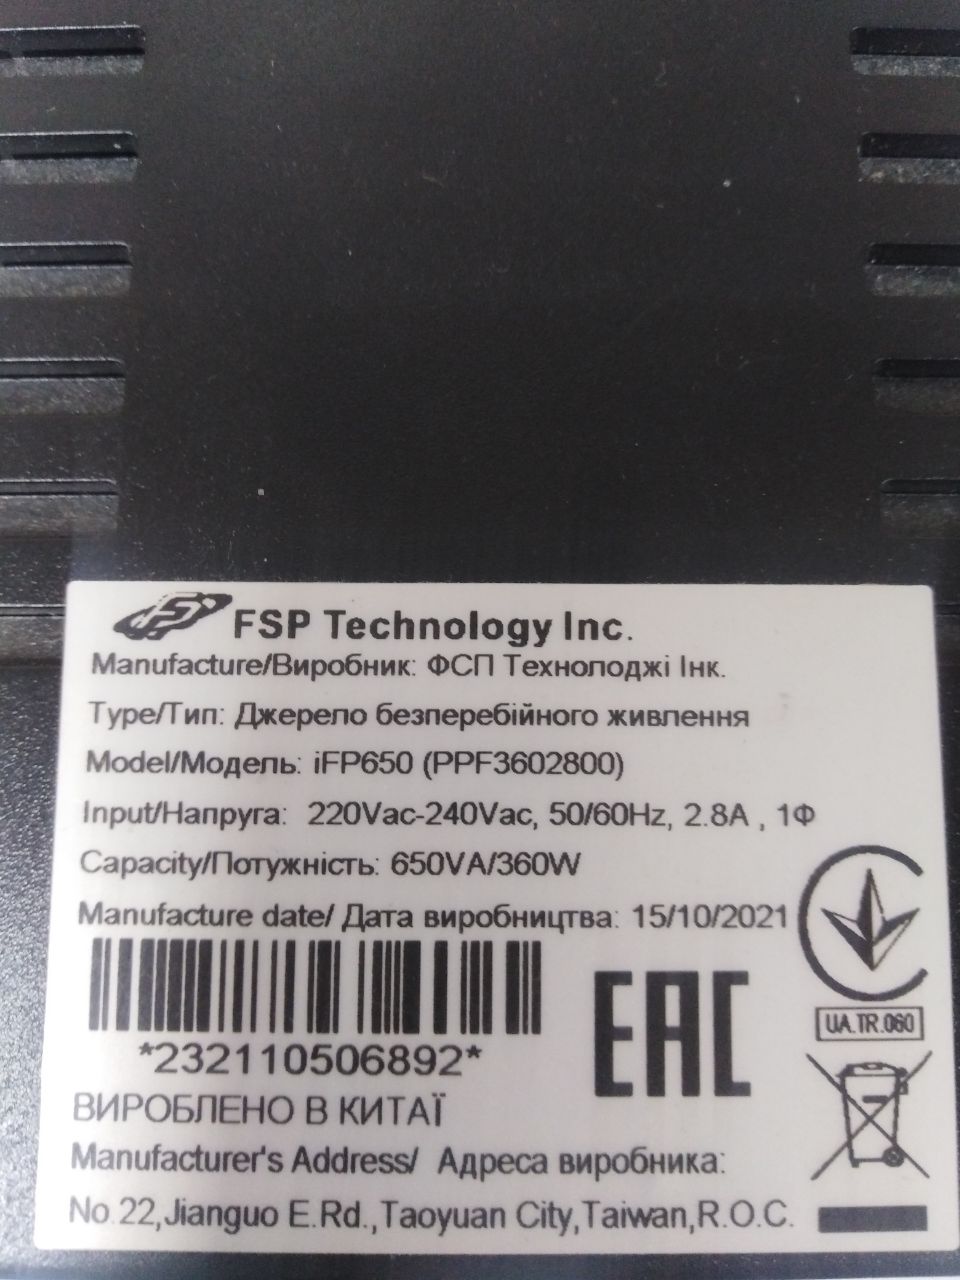 FSP Technology Inc.
Manufacture/Виробник: ФСП Технолоджі Інк.
Type/Тип: Джерело безперебійного живлення
Model/Модель: iFP650 (PPF3602800)
Input/Напруга: 220Vac-240Vac, 50/60Hz, 2.8A , 1Ф
Capacity/Потужність: 650VA/360W
Manufacture date/ Дата виробництва: 15/10/2021
*232110506892*
EAC
UA.TR.060
ВИРОБЛЕНО В КИТАЇ
Manufacturer's Address/ Адреса виробника:
No.22,Jianguo E.Rd.,Taoyuan City,Taiwan,R.O.C.